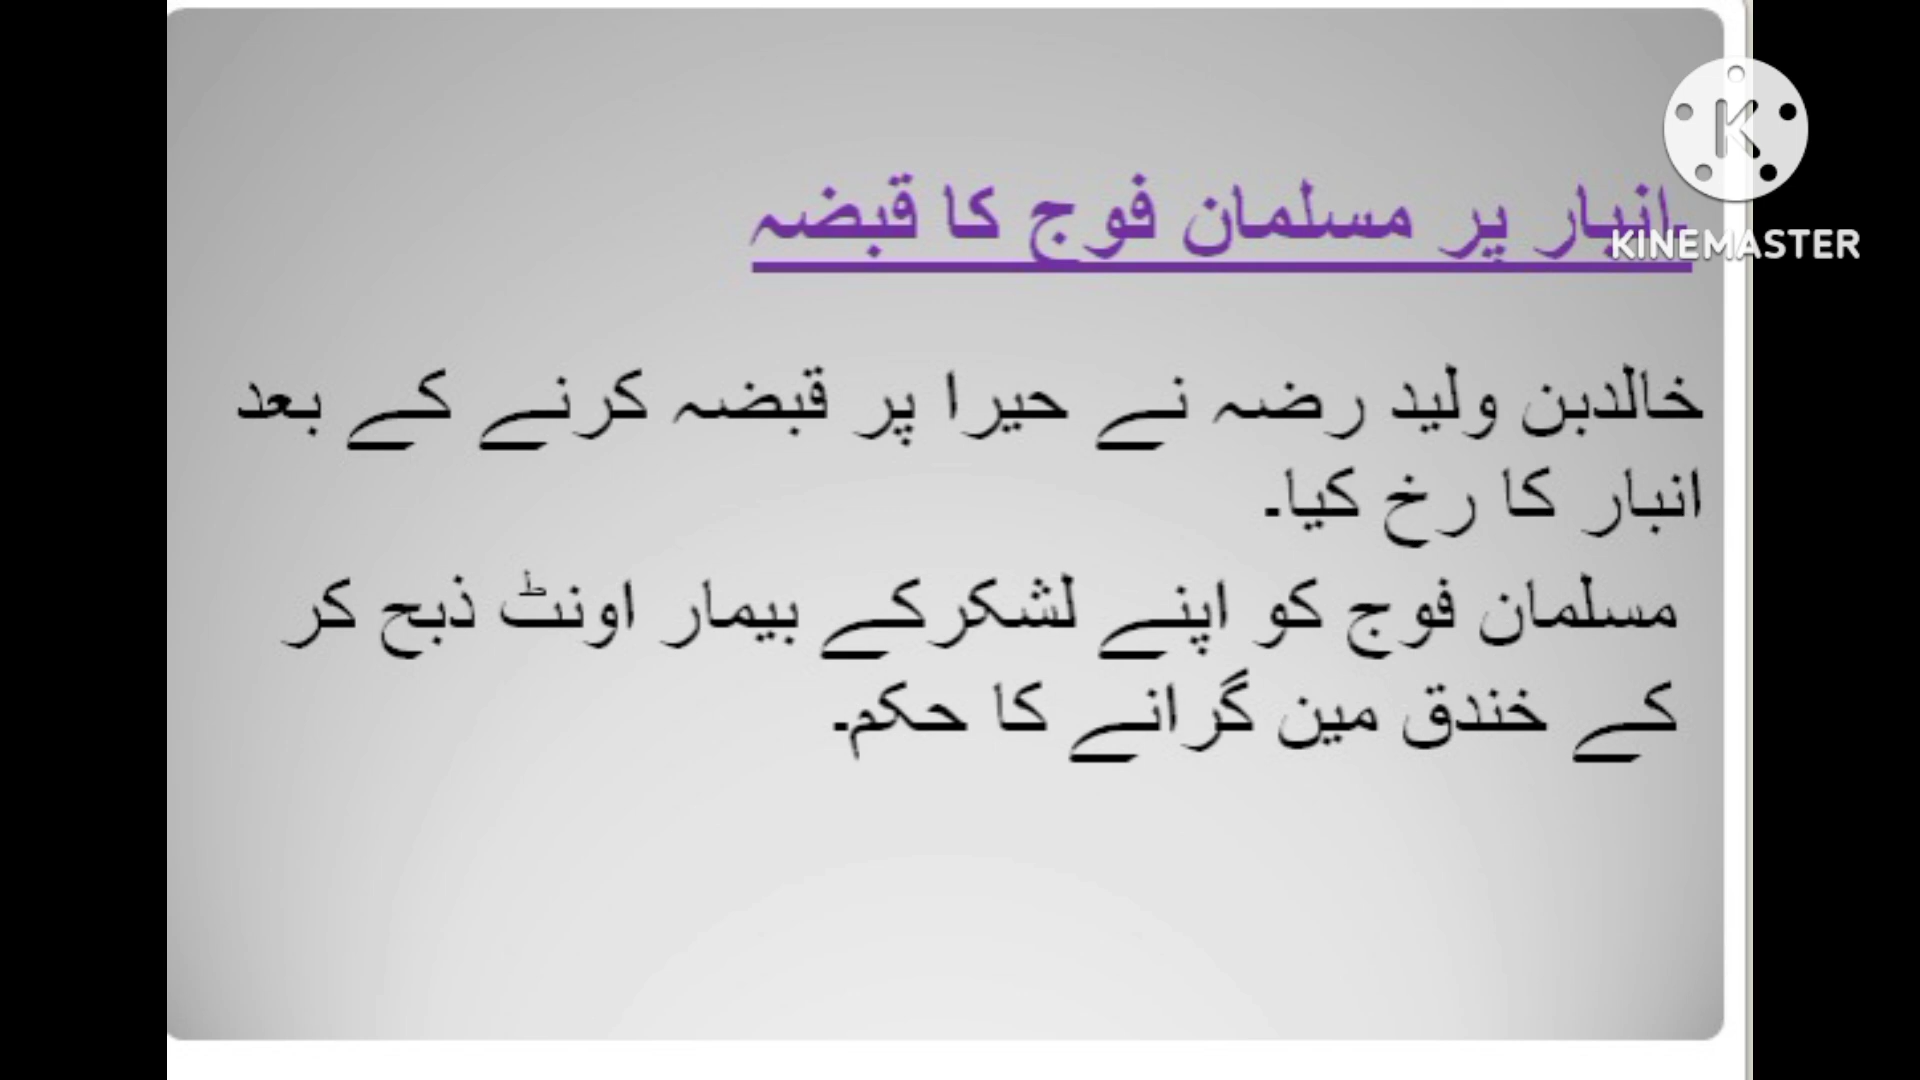 ۔انبار پر مسلمان فوج کا قبضہ
KINEMASTER
خالدبن ولید رضہ نے حیرا پر قبضہ کرنے کے بعد
انبار کا رخ کیا۔
مسلمان فوج کو اپنے لشکرکے بیمار اونٹ ذبح کر
کے خندق مین گرانے کا حکم۔